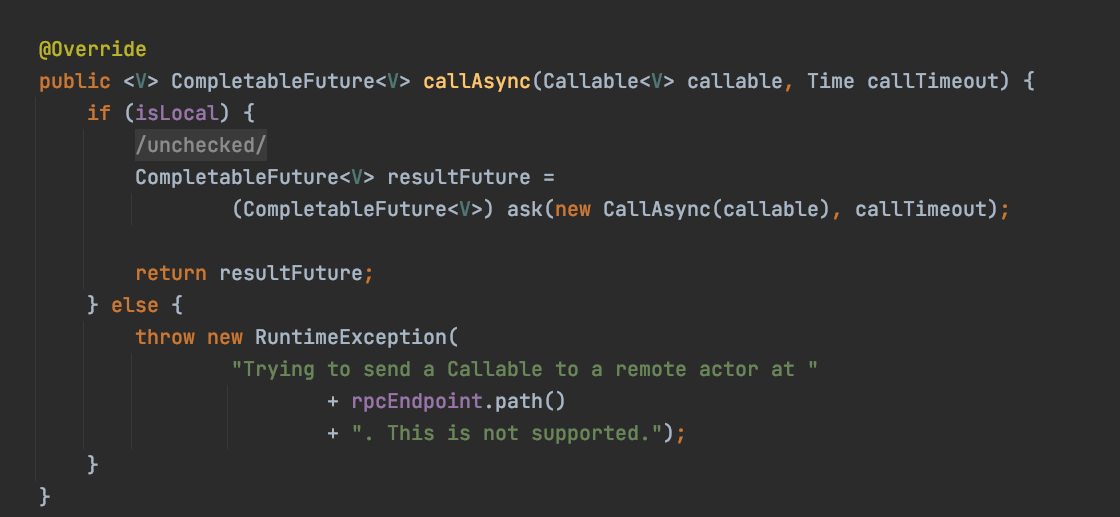 @Override
public <V> CompletableFuture<V> callAsync(Callable<V> callable, Time callTimeout) {
    if (isLocal) {
        /unchecked/
        CompletableFuture<V> resultFuture =
                (CompletableFuture<V>) ask(new CallAsync(callable), callTimeout);

        return resultFuture;
    } else {
        throw new RuntimeException(
                "Trying to send a Callable to a remote actor at "
                        + rpcEndpoint.path()
                        + ". This is not supported.");
    }
}